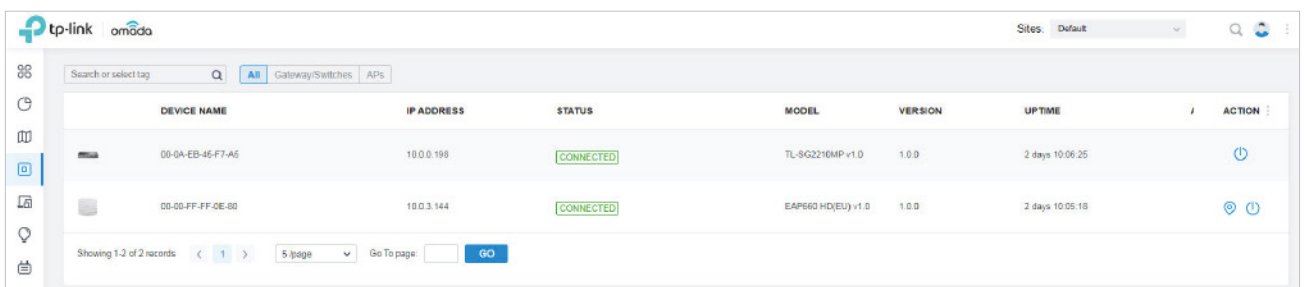 tp-link omada Sites: Default
Search or select tag All Gateway/Switches APs
DEVICE NAME IP ADDRESS STATUS MODEL VERSION UPTIME ACTION
00-0A-EB-46-F7-A5 10.0.0.198 CONNECTED TL-SG2210MP v1.0 1.0.0 2 days 10:06:25
00-00-FF-FF-0E-80 10.0.3.144 CONNECTED EAP660 HD(EU) v1.0 1.0.0 2 days 10:05:18
Showing 1-2 of 2 records < 1 > 5 /page Go To page: GO